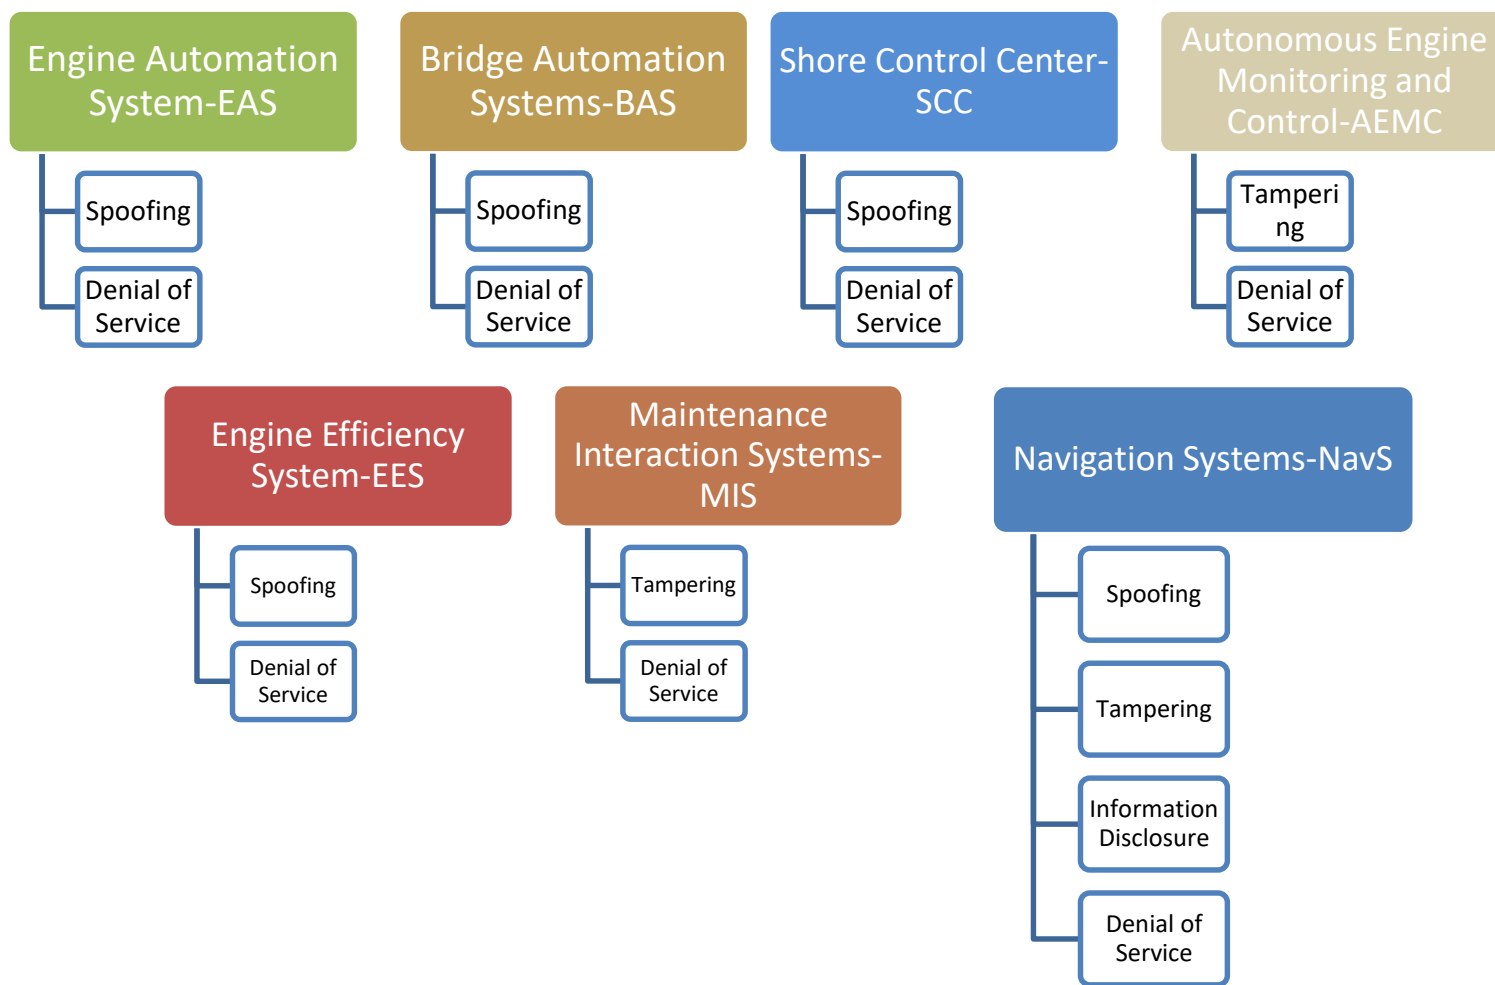 Engine Automation
System-EAS
Spoofing
Denial of
Service
Bridge Automation
Systems-BAS
Spoofing
Denial of
Service
Shore Control Center-
SCC
Spoofing
Denial of
Service
Autonomous Engine
Monitoring and
Control-AEMC
Tamperi
ng
Denial of
Service
Engine Efficiency
System-EES
Spoofing
Denial of
Service
Maintenance
Interaction Systems-
MIS
Tampering
Denial of
Service
Navigation Systems-NavS
Spoofing
Tampering
Information
Disclosure
Denial of
Service